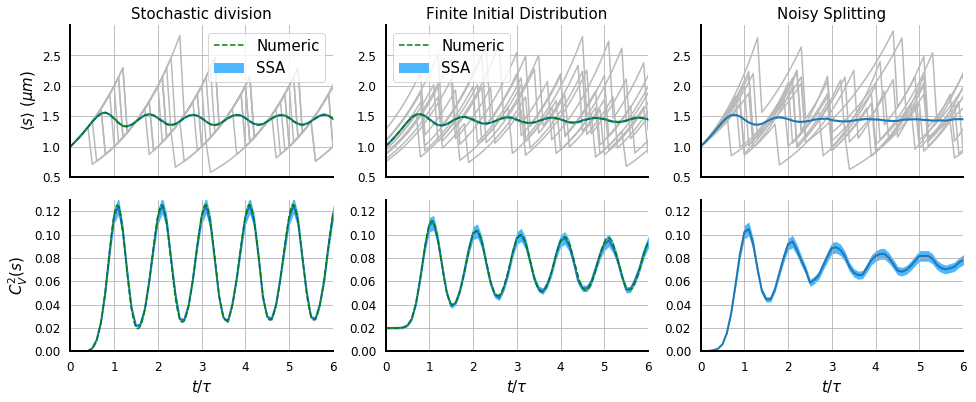 Stochastic division
Finite Initial Distribution
Noisy Splitting
⟨s⟩ (μm)
2.5
2.0
1.5
1.0
0.5
Numeric
SSA
2.5
2.0
1.5
1.0
0.5
Numeric
SSA
2.5
2.0
1.5
1.0
0.5
C_V^2(s)
0.12
0.10
0.08
0.06
0.04
0.02
0.00
0 1 2 3 4 5 6
t/τ
0.12
0.10
0.08
0.06
0.04
0.02
0.00
0 1 2 3 4 5 6
t/τ
0.12
0.10
0.08
0.06
0.04
0.02
0.00
0 1 2 3 4 5 6
t/τ